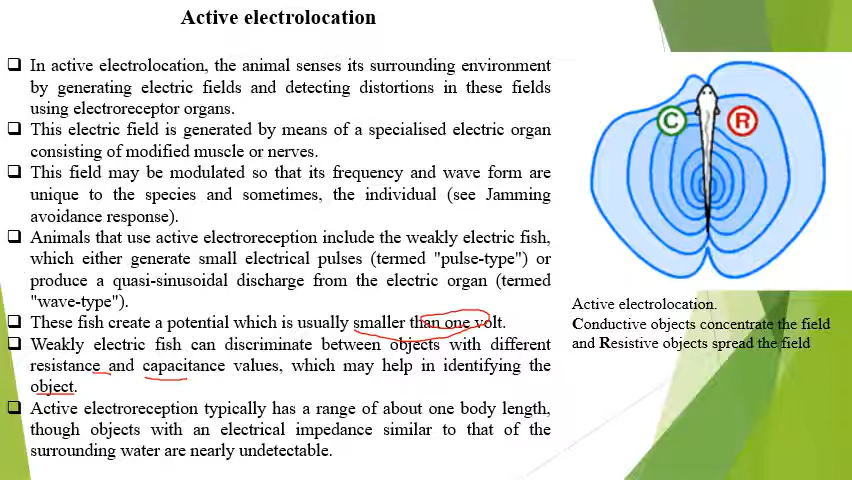 Active electrolocation
In active electrolocation, the animal senses its surrounding environment
by generating electric fields and detecting distortions in these fields
using electroreceptor organs.
This electric field is generated by means of a specialised electric organ
consisting of modified muscle or nerves.
This field may be modulated so that its frequency and wave form are
unique to the species and sometimes, the individual (see Jamming
avoidance response).
Animals that use active electroreception include the weakly electric fish,
which either generate small electrical pulses (termed "pulse-type") or
produce a quasi-sinusoidal discharge from the electric organ (termed
"wave-type").
These fish create a potential which is usually smaller than one volt.
Weakly electric fish can discriminate between objects with different
resistance and capacitance values, which may help in identifying the
object.
Active electroreception typically has a range of about one body length,
though objects with an electrical impedance similar to that of the
surrounding water are nearly undetectable.
C R
Active electrolocation.
Conductive objects concentrate the field
and Resistive objects spread the field